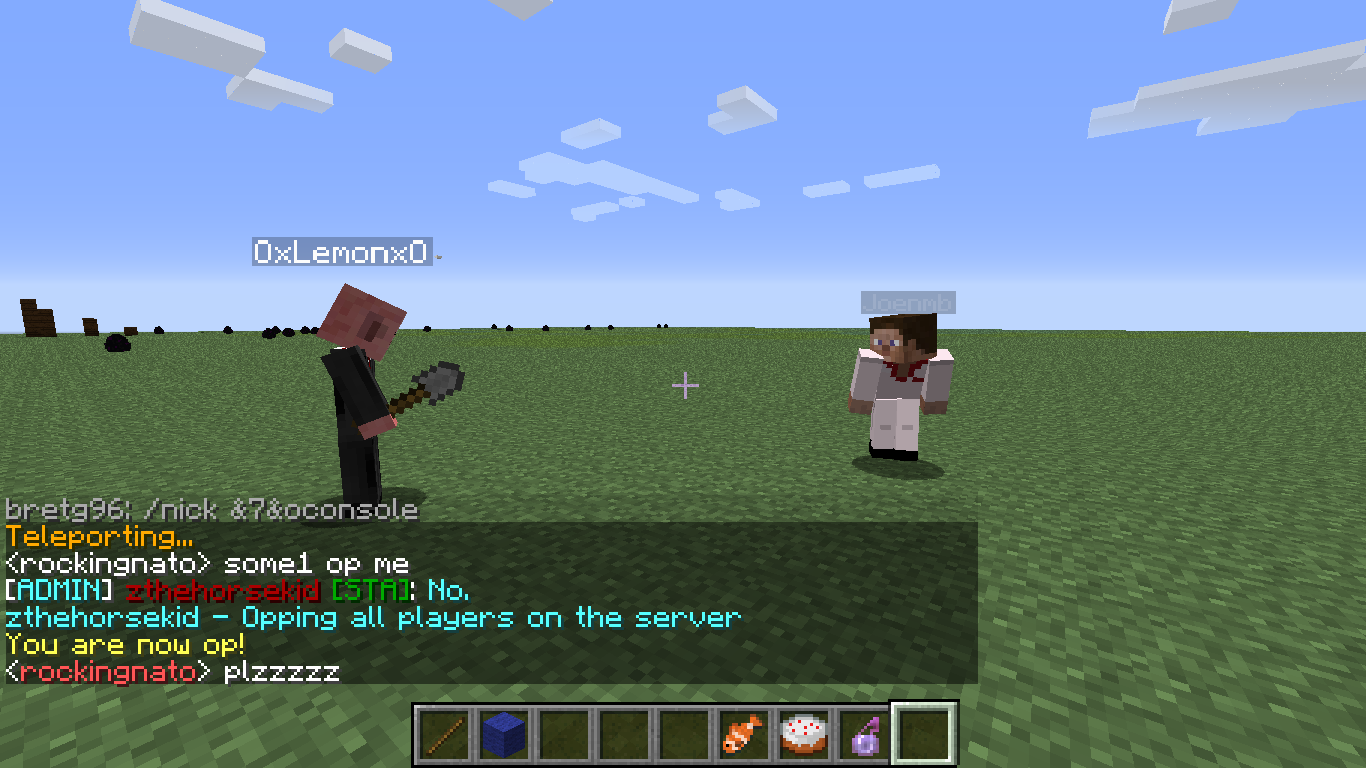 0xLemonx0
Joenmb
bretg96: /nick &7&oconsole
Teleporting...
<rockingnato> some1 op me
[ADMIN] zthehorsekid [STA]: No.
zthehorsekid - Opping all players on the server
You are now op!
<rockingnato> plzzzzz